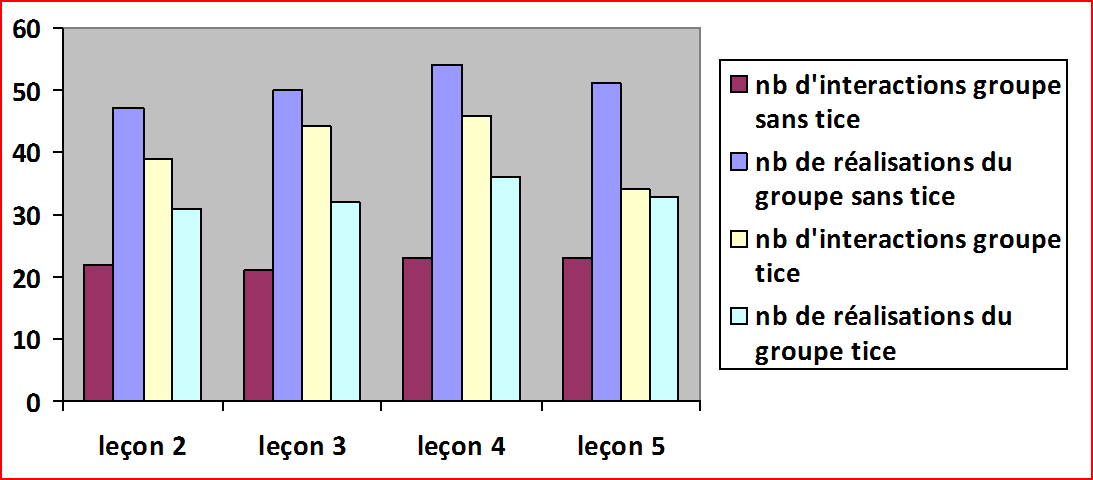 60
50
40
30
20
10
0
leçon 2
leçon 3
leçon 4
leçon 5
nb d'interactions groupe
sans tice
nb de réalisations du
groupe sans tice
nb d'interactions groupe
tice
nb de réalisations du
groupe tice